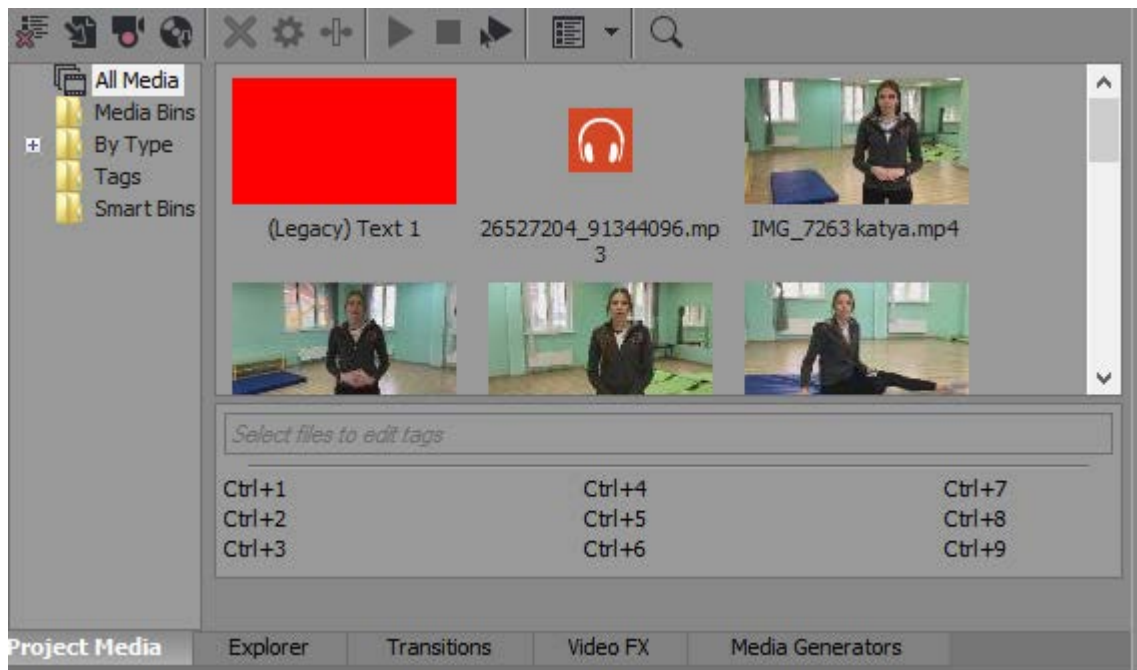 All Media
Media Bins
By Type
Tags
Smart Bins
(Legacy) Text 1
26527204_91344096.mp
3
IMG_7263 katya.mp4
Select files to edit tags
Ctrl+1
Ctrl+4
Ctrl+7
Ctrl+2
Ctrl+5
Ctrl+8
Ctrl+3
Ctrl+6
Ctrl+9
Project Media
Explorer
Transitions
Video FX
Media Generators